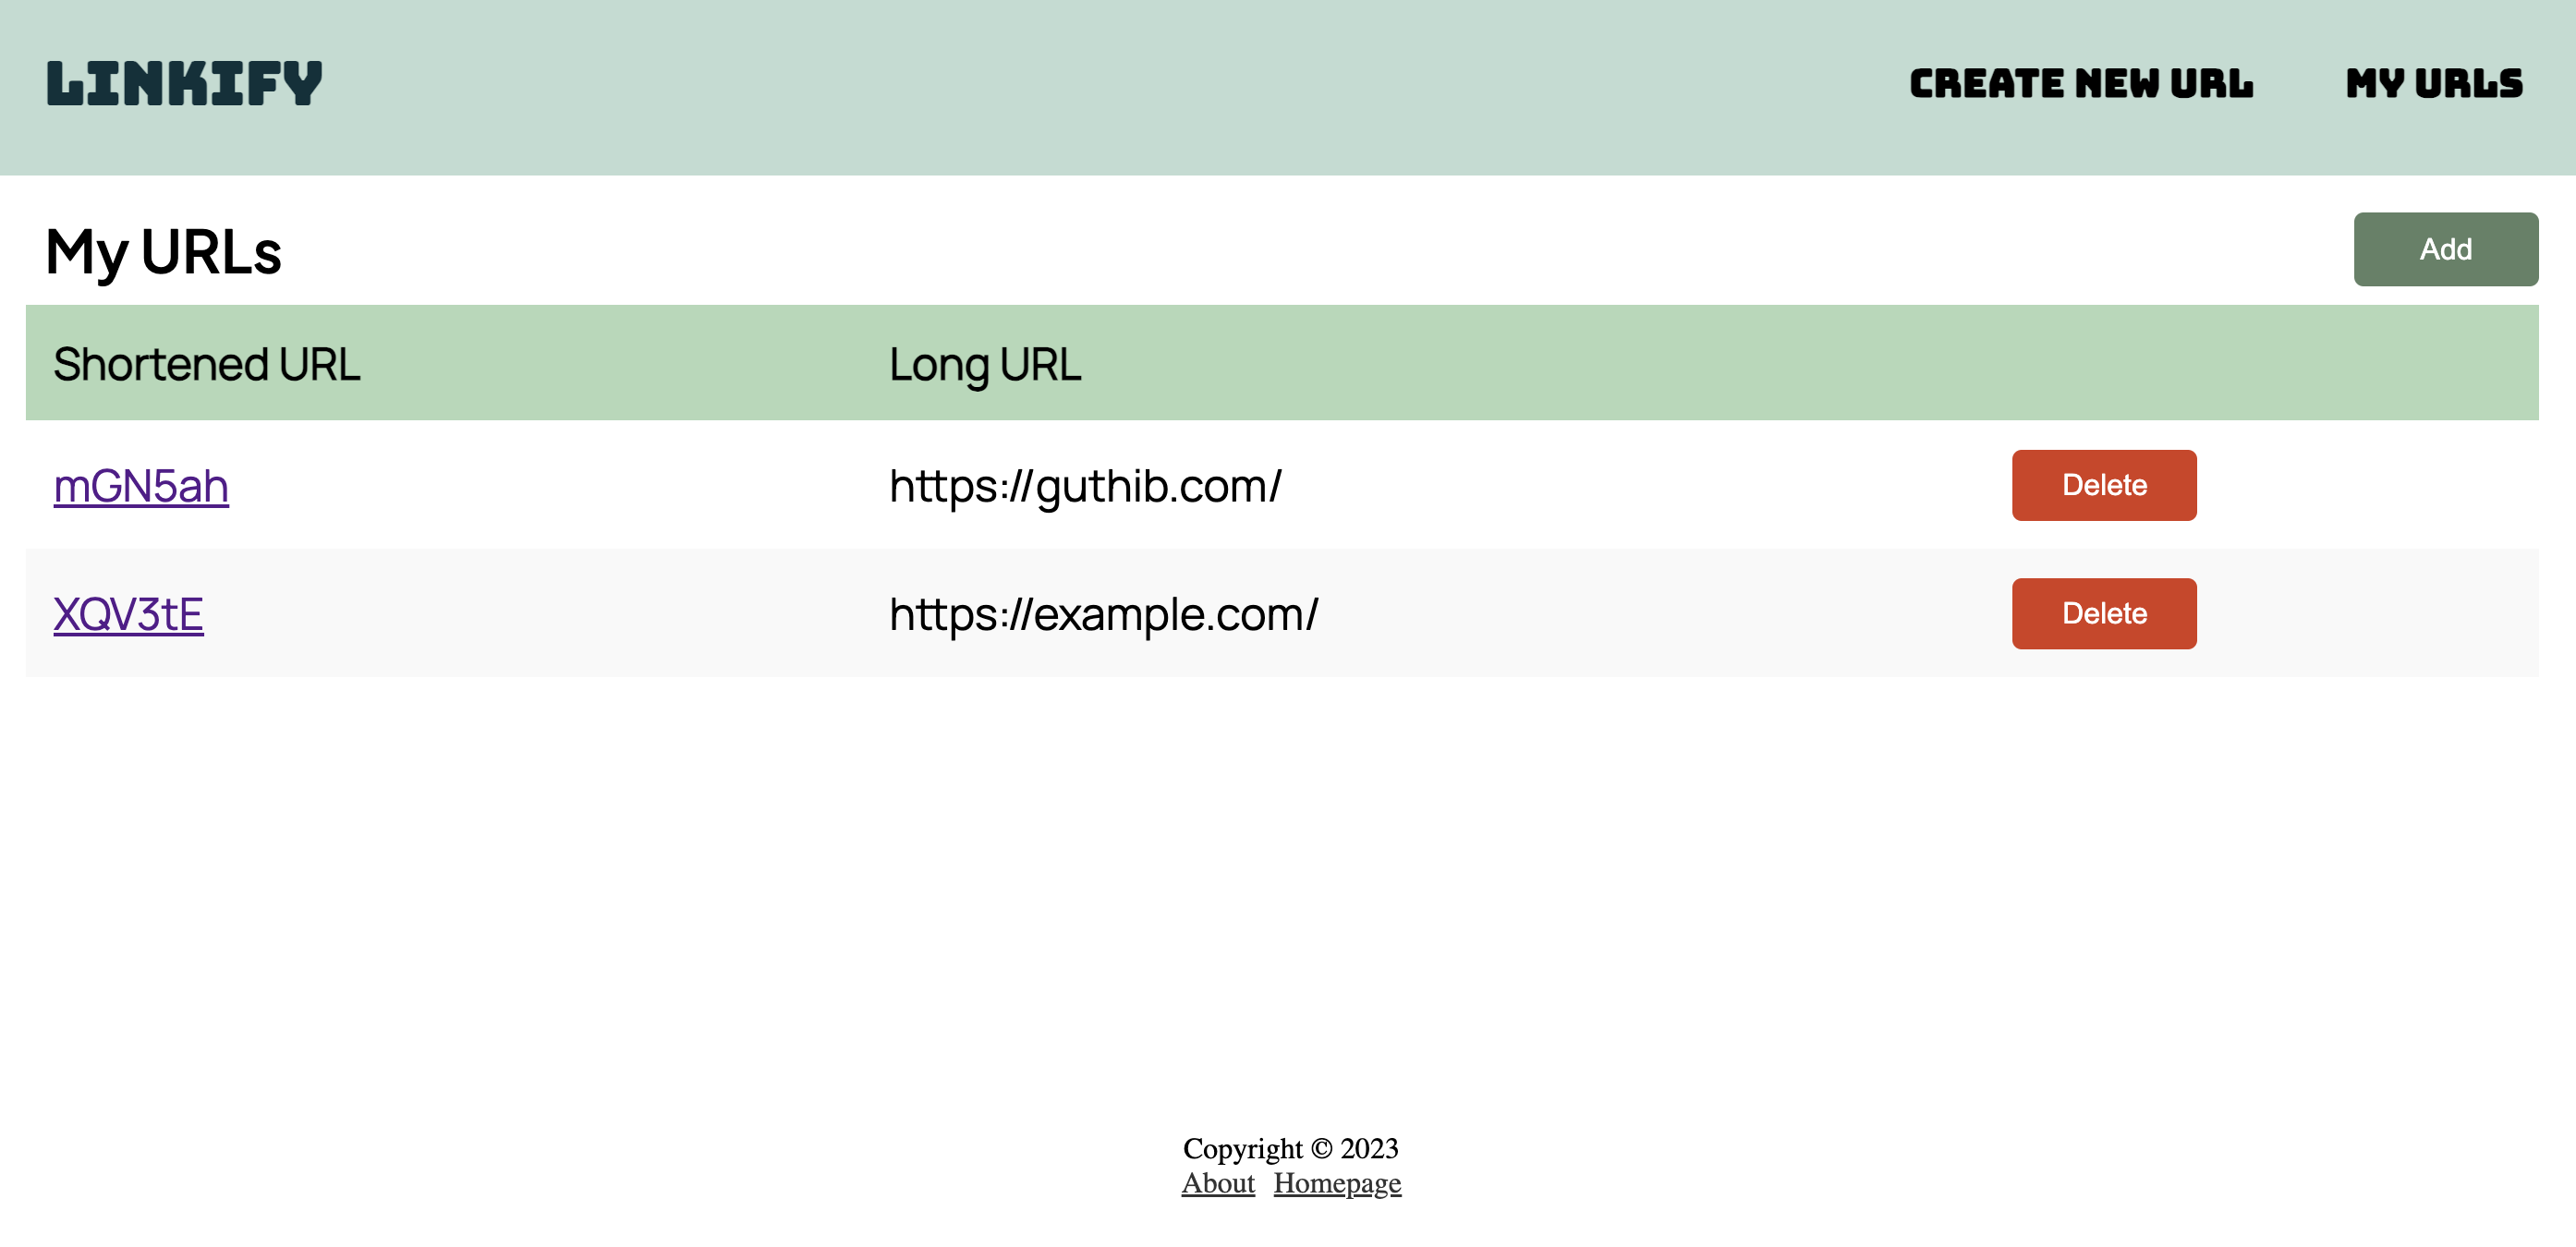 LINKIFY CREATE NEW URL MY URLS
My URLs Add
Shortened URL Long URL
mGN5ah https://guthib.com/ Delete
XQV3tE https://example.com/ Delete
Copyright © 2023
About Homepage